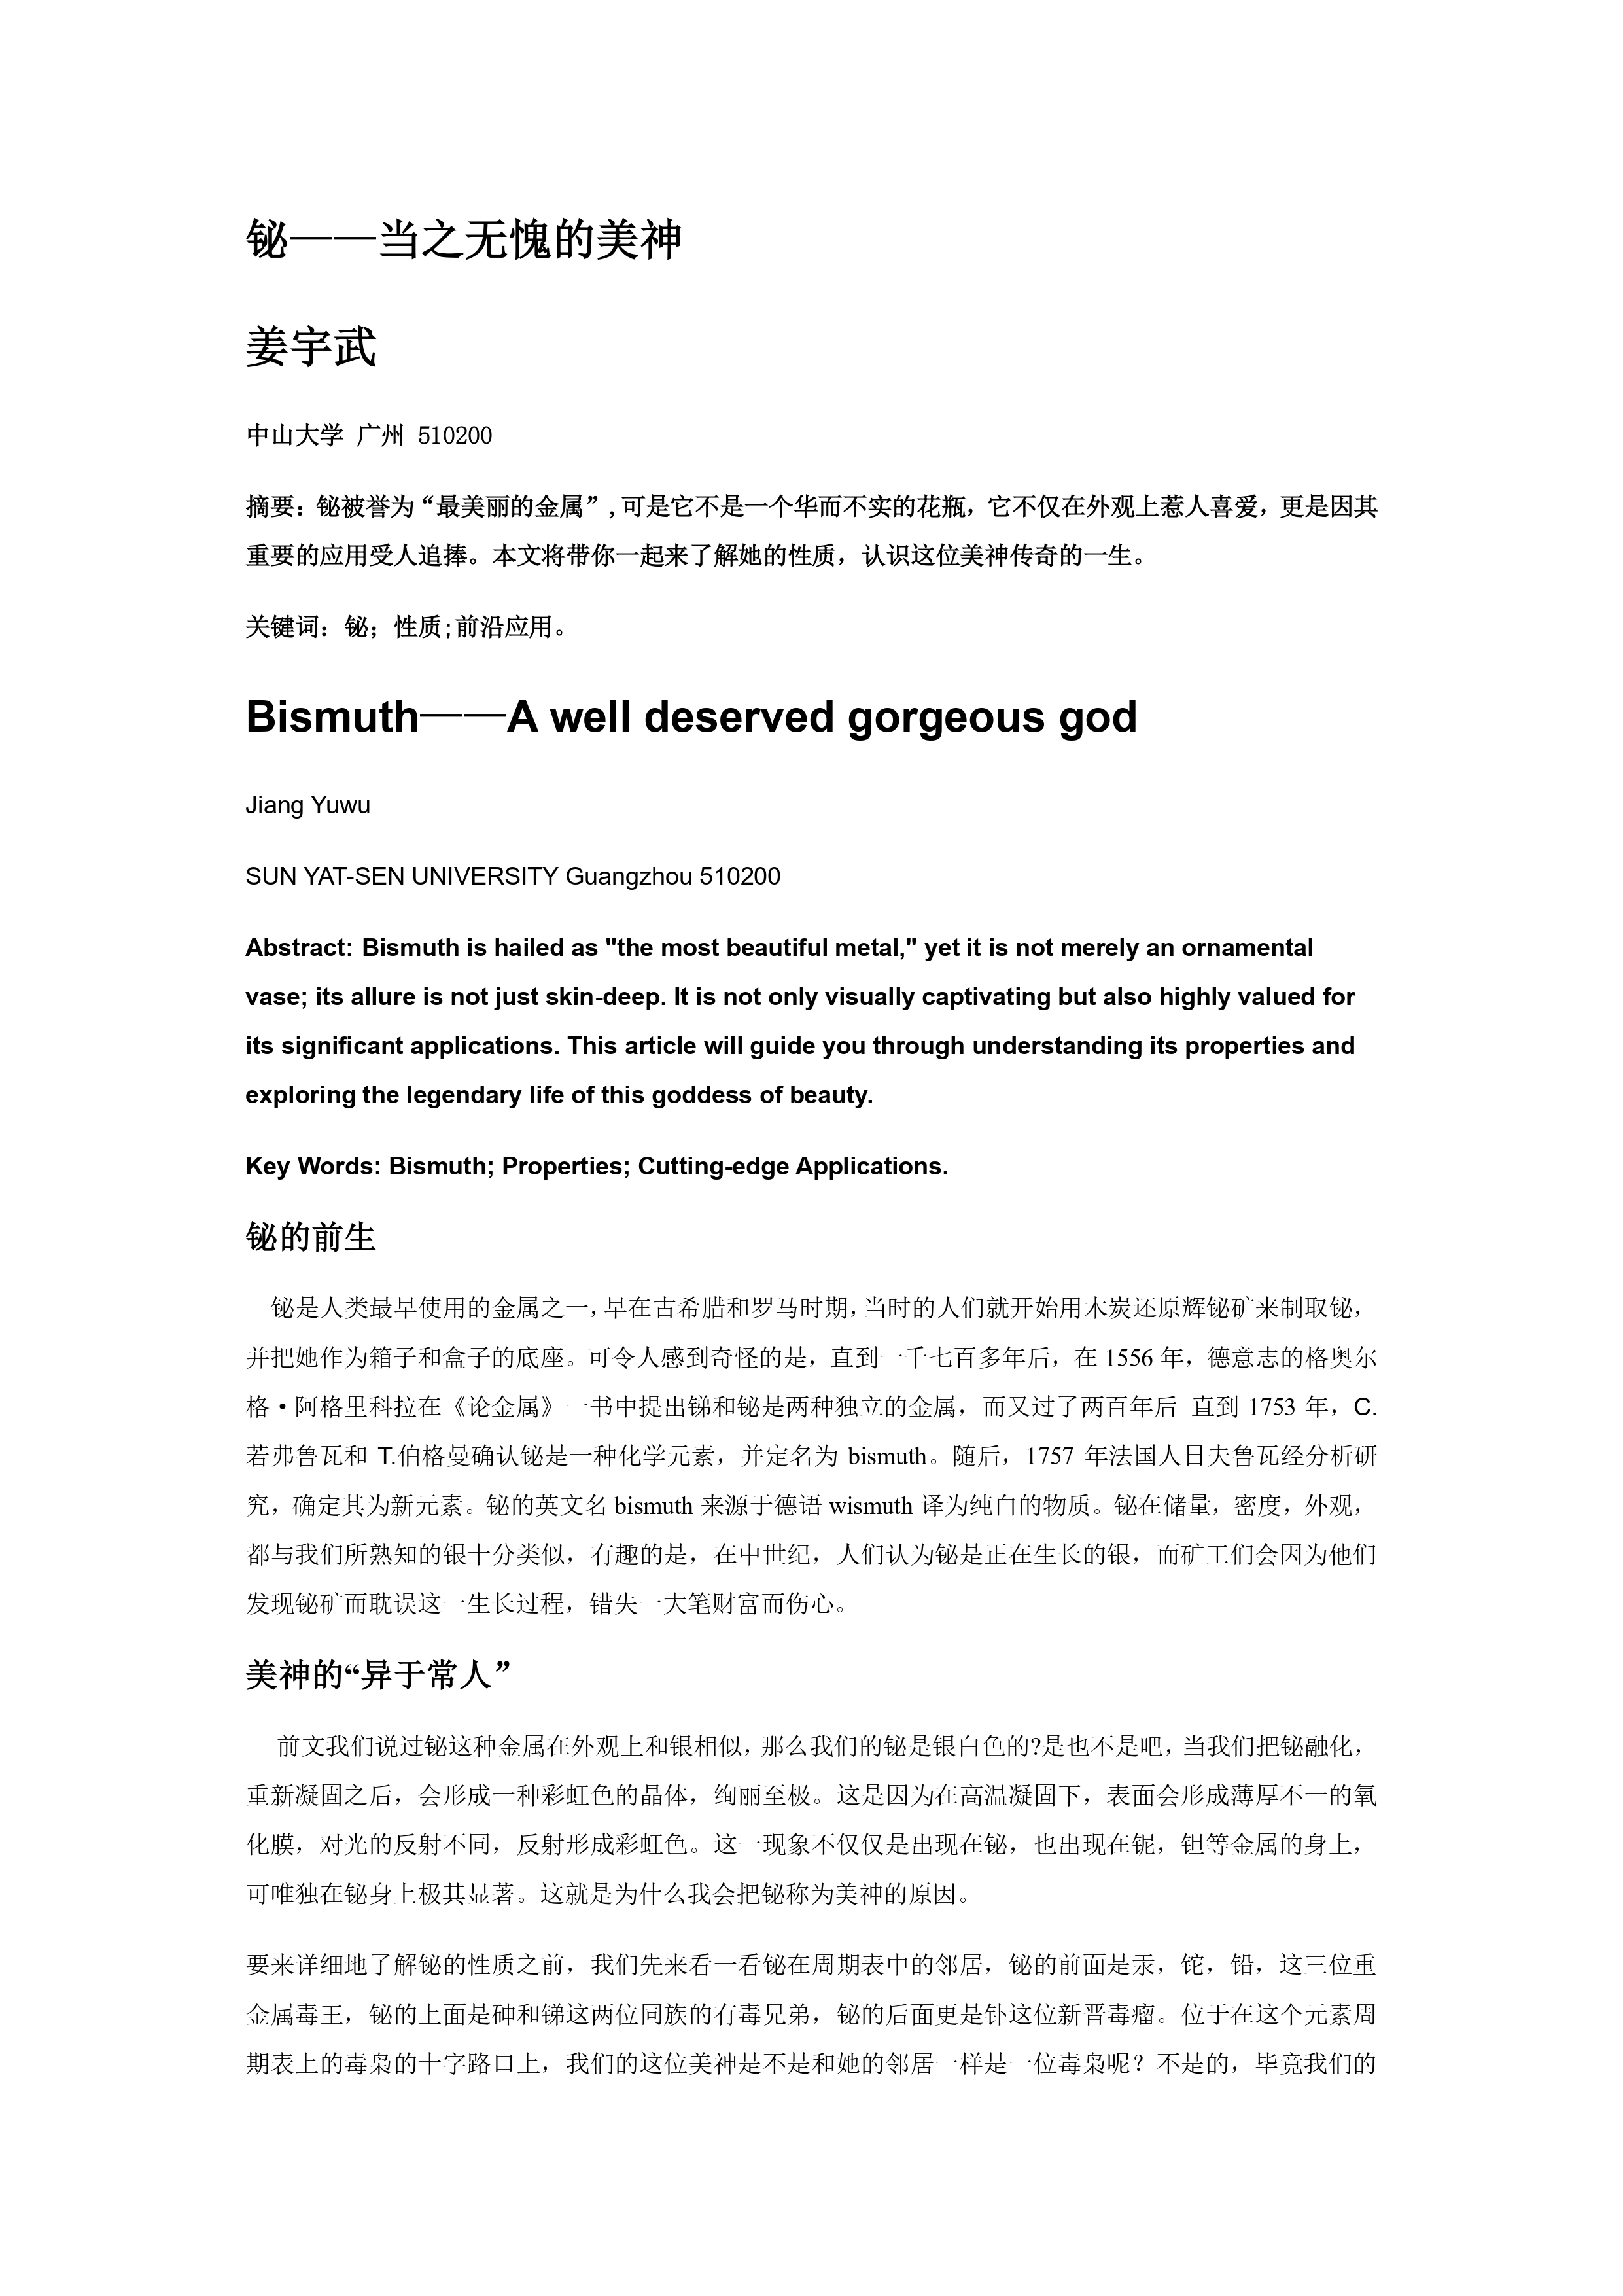 铋——当之无愧的美神
姜宇武
中山大学 广州 510200
摘要：铋被誉为“最美丽的金属”,可是它不是一个华而不实的花瓶，它不仅在外观上惹人喜爱，更是因其
重要的应用受人追捧。本文将带你一起来了解她的性质，认识这位美神传奇的一生。
关键词：铋；性质;前沿应用。
Bismuth——A well deserved gorgeous god
Jiang Yuwu
SUN YAT-SEN UNIVERSITY Guangzhou 510200
Abstract: Bismuth is hailed as "the most beautiful metal," yet it is not merely an ornamental
vase; its allure is not just skin-deep. It is not only visually captivating but also highly valued for
its significant applications. This article will guide you through understanding its properties and
exploring the legendary life of this goddess of beauty.
Key Words: Bismuth; Properties; Cutting-edge Applications.
铋的前生
铋是人类最早使用的金属之一，早在古希腊和罗马时期，当时的人们就开始用木炭还原辉铋矿来制取铋，
并把她作为箱子和盒子的底座。可令人感到奇怪的是，直到一千七百多年后，在 1556 年，德意志的格奥尔
格·阿格里科拉在《论金属》一书中提出锑和铋是两种独立的金属，而又过了两百年后 直到 1753 年，C.
若弗鲁瓦和 T.伯格曼确认铋是一种化学元素，并定名为 bismuth。随后，1757 年法国人日夫鲁瓦经分析研
究，确定其为新元素。铋的英文名 bismuth 来源于德语 wismuth 译为纯白的物质。铋在储量，密度，外观，
都与我们所熟知的银十分类似，有趣的是，在中世纪，人们认为铋是正在生长的银，而矿工们会因为他们
发现铋矿而耽误这一生长过程，错失一大笔财富而伤心。
美神的“异于常人”
前文我们说过铋这种金属在外观上和银相似，那么我们的铋是银白色的?是也不是吧，当我们把铋融化，
重新凝固之后，会形成一种彩虹色的晶体，绚丽至极。这是因为在高温凝固下，表面会形成薄厚不一的氧
化膜，对光的反射不同，反射形成彩虹色。这一现象不仅仅是出现在铋，也出现在铌，钽等金属的身上，
可唯独在铋身上极其显著。这就是为什么我会把铋称为美神的原因。
要来详细地了解铋的性质之前，我们先来看一看铋在周期表中的邻居，铋的前面是汞，铊，铅，这三位重
金属毒王，铋的上面是砷和锑这两位同族的有毒兄弟，铋的后面更是钋这位新晋毒瘤。位于在这个元素周
期表上的毒枭的十字路口上，我们的这位美神是不是和她的邻居一样是一位毒枭呢？不是的，毕竟我们的